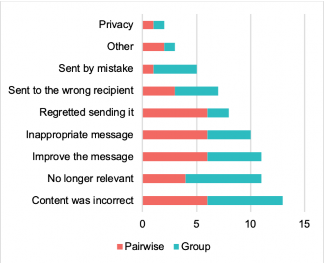 Privacy
Other
Sent by mistake
Sent to the wrong recipient
Regretted sending it
Inappropriate message
Improve the message
No longer relevant
Content was incorrect
0 5 10 15
Pairwise Group